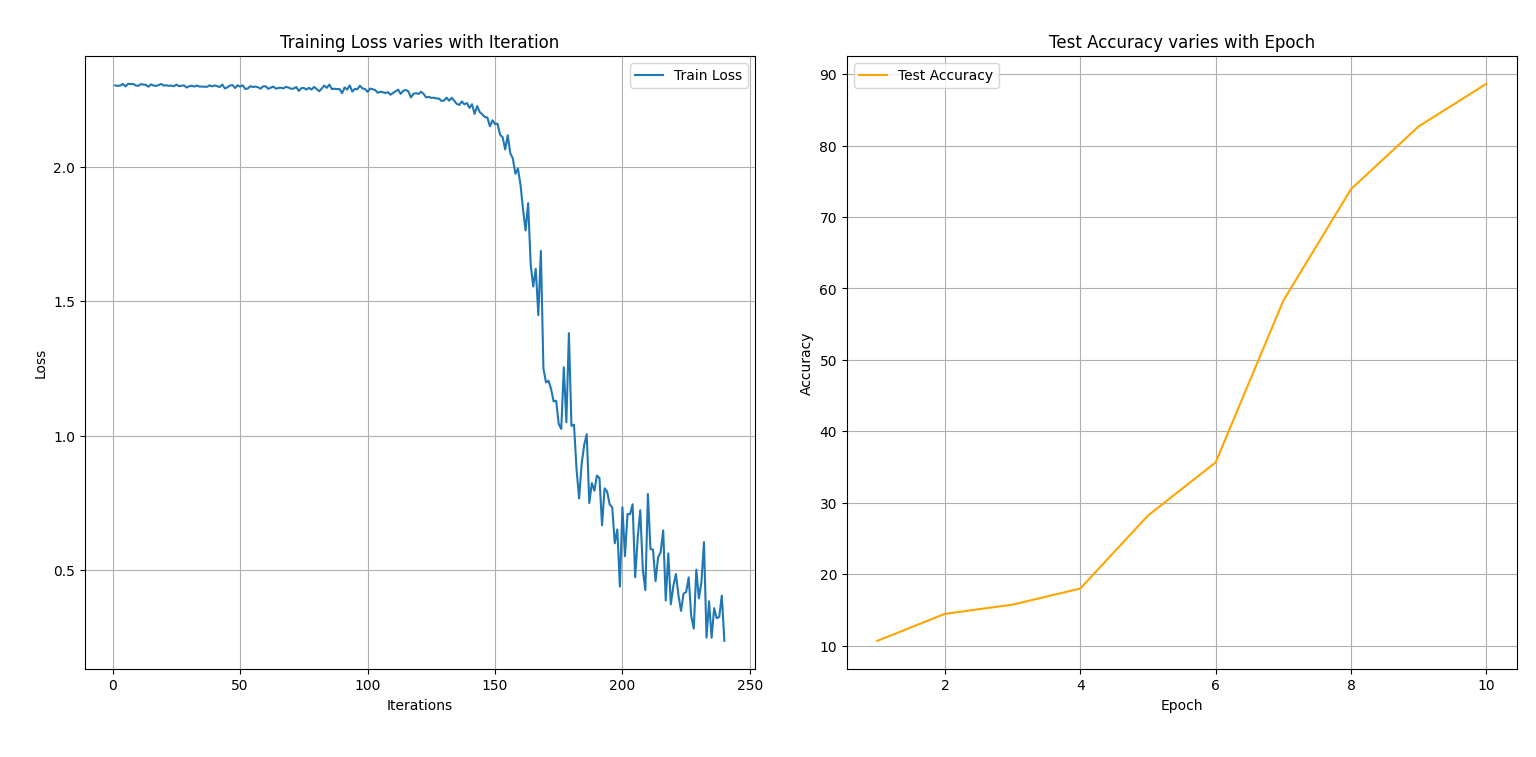 Training Loss varies with Iteration
Train Loss
2.0
1.5
1.0
0.5
Loss
0 50 100 150 200 250
Iterations
Test Accuracy varies with Epoch
Test Accuracy
90
80
70
60
50
40
30
20
10
Accuracy
2 4 6 8 10
Epoch